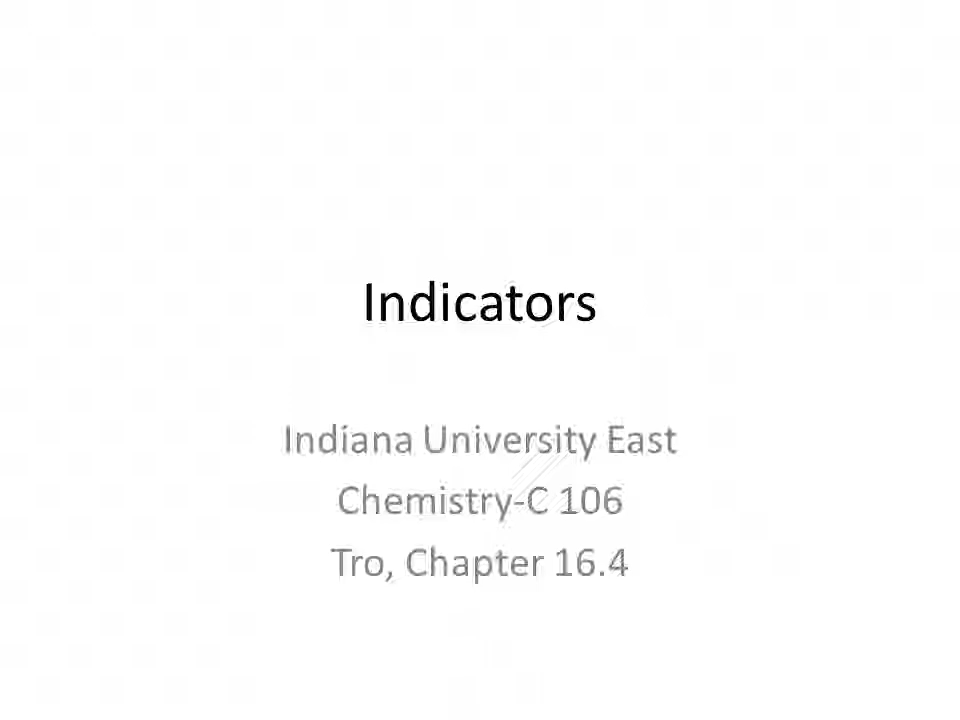 Indicators
Indiana University East
Chemistry-C 106
Tro, Chapter 16.4